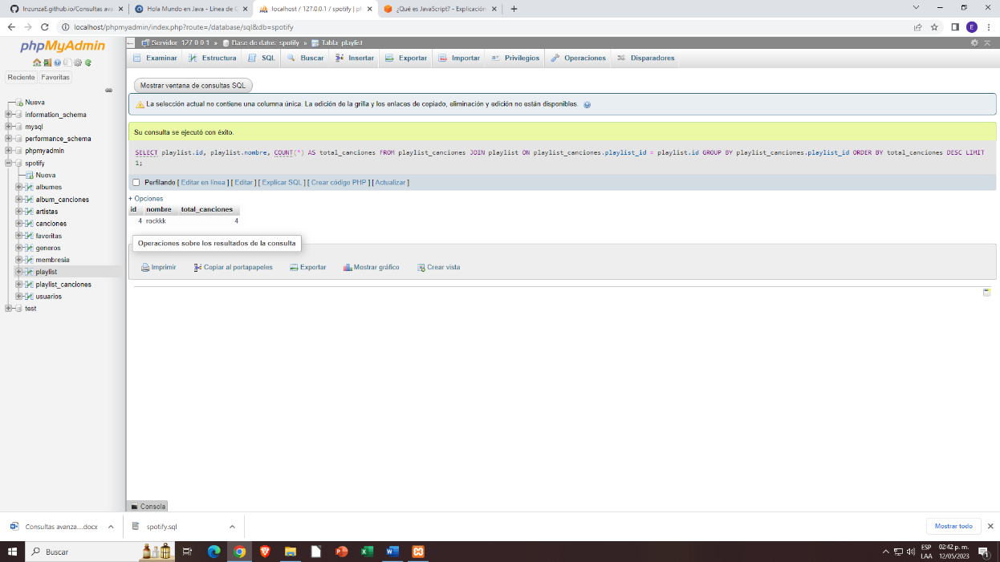 InzunzaE.github.io/Consultas ava
Hola Mundo en Java - Línea de C
localhost / 127.0.0.1 / spotify | pl
¿Qué es JavaScript? - Explicación
localhost/phpmyadmin/index.php?route=/database/sql&db=spotify
E
phpMyAdmin
Reciente Favoritas
Nueva
information_schema
mysql
performance_schema
phpmyadmin
spotify
Nueva
albumes
album_canciones
artistas
canciones
favoritas
generos
membresia
playlist
playlist_canciones
usuarios
test
Servidor: 127.0.0.1 » Base de datos: spotify » Tabla: playlist
Examinar Estructura SQL Buscar Insertar Exportar Importar Privilegios Operaciones Disparadores
Mostrar ventana de consultas SQL
La selección actual no contiene una columna única. La edición de la grilla y los enlaces de copiado, eliminación y edición no están disponibles.
Su consulta se ejecutó con éxito.
SELECT playlist.id, playlist.nombre, COUNT(*) AS total_canciones FROM playlist_canciones JOIN playlist ON playlist_canciones.playlist_id = playlist.id GROUP BY playlist_canciones.playlist_id ORDER BY total_canciones DESC LIMIT
1;
Perfilando [ Editar en línea ] [ Editar ] [ Explicar SQL ] [ Crear código PHP ] [ Actualizar ]
+ Opciones
id nombre total_canciones
4 rockkk 4
Operaciones sobre los resultados de la consulta
Imprimir Copiar al portapapeles Exportar Mostrar gráfico Crear vista
Consola
Consultas avanza....docx
spotify.sql
Mostrar todo
Buscar
ESP
LAA
02:42 p. m.
12/05/2023
1